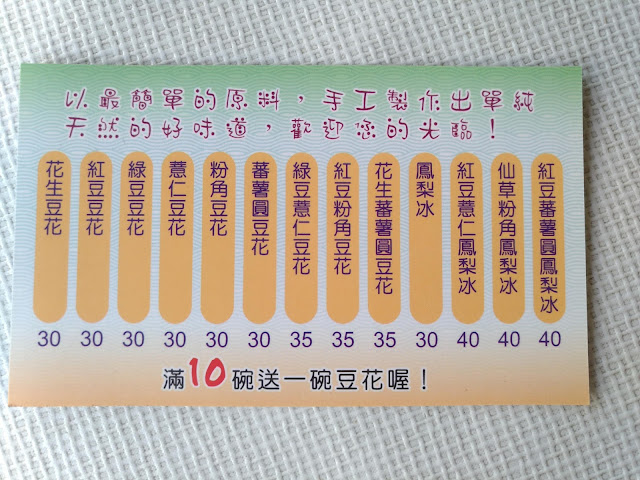 以最簡單的原料，手工製作出單純
天然的好味道，歡迎您的光臨！
花生豆花 30
紅豆豆花 30
綠豆豆花 30
薏仁豆花 30
粉角豆花 30
蕃薯圓豆花 30
綠豆薏仁豆花 35
紅豆粉角豆花 35
花生蕃薯圓豆花 35
鳳梨冰 30
紅豆薏仁鳳梨冰 40
仙草粉角鳳梨冰 40
紅豆蕃薯圓鳳梨冰 40
滿10碗送一碗豆花喔！